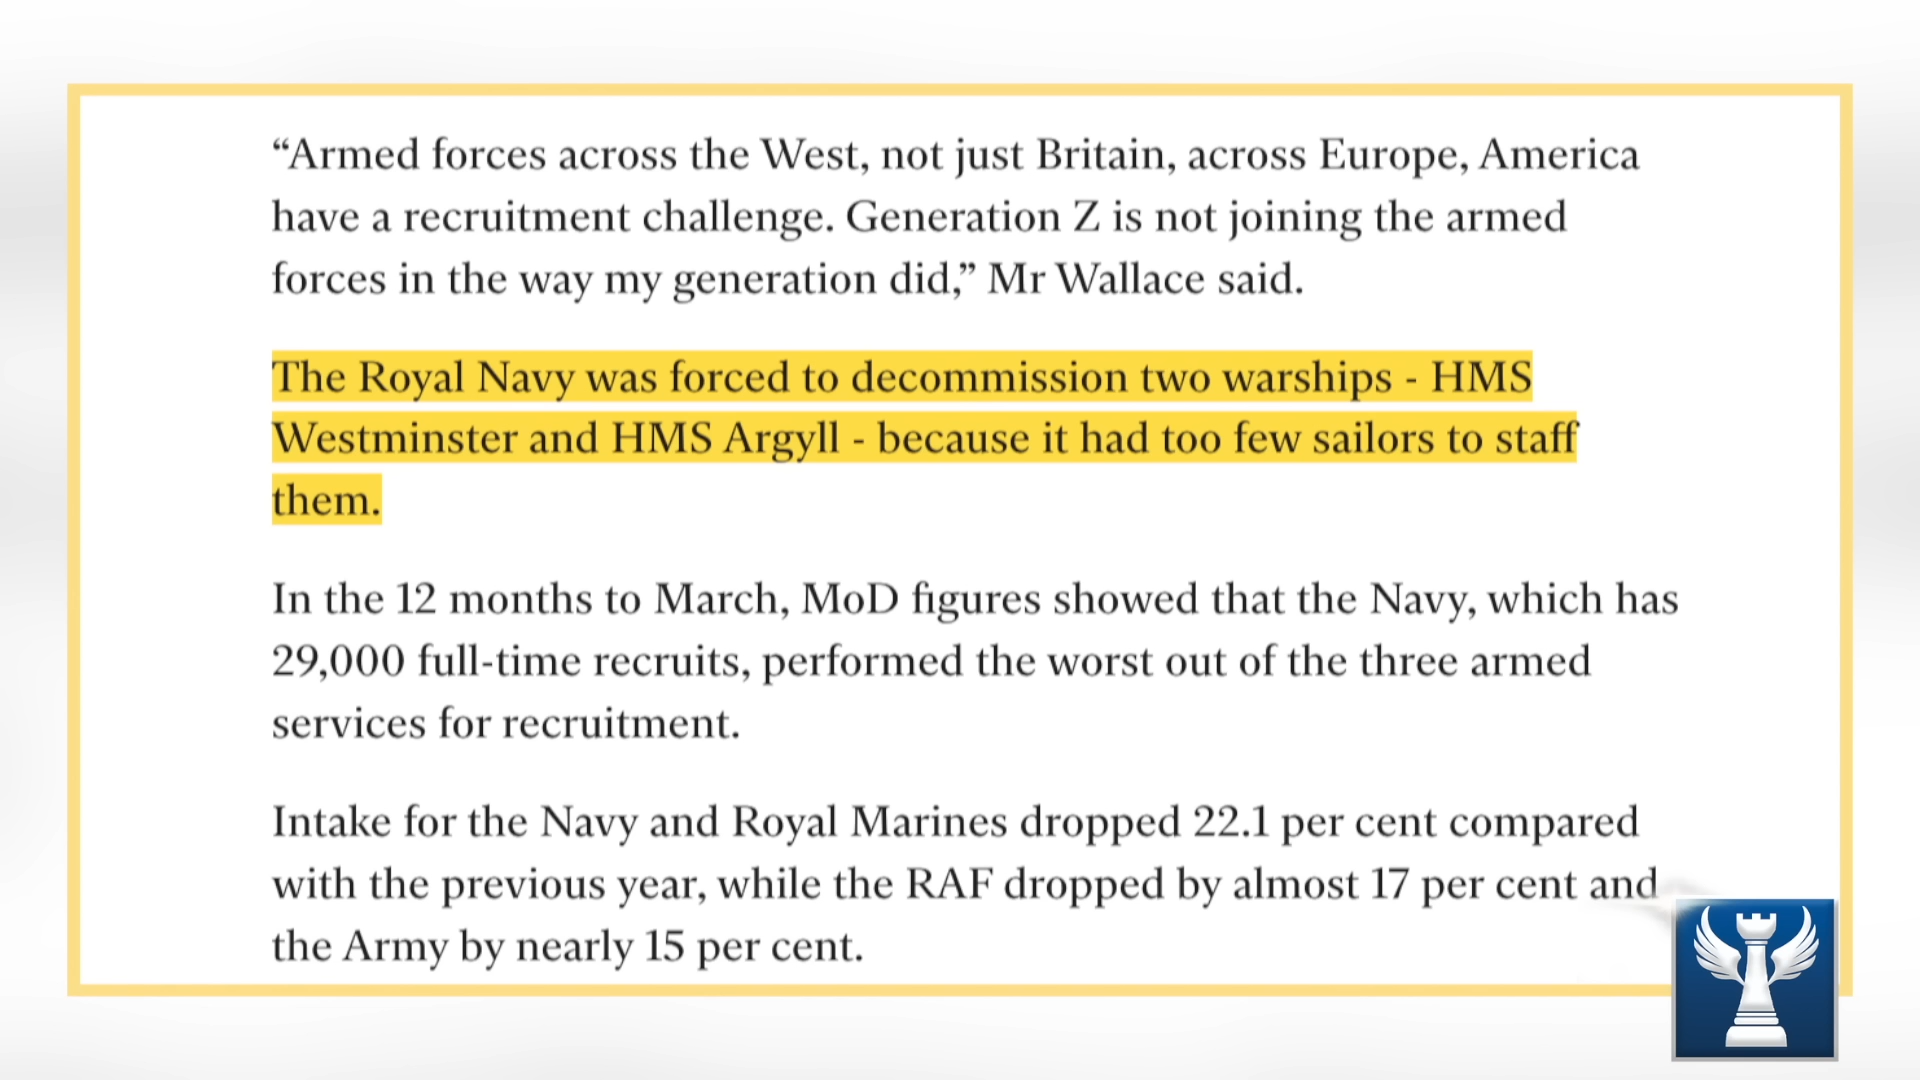 “Armed forces across the West, not just Britain, across Europe, America
have a recruitment challenge. Generation Z is not joining the armed
forces in the way my generation did,” Mr Wallace said.
The Royal Navy was forced to decommission two warships - HMS
Westminster and HMS Argyll - because it had too few sailors to staff
them.
In the 12 months to March, MoD figures showed that the Navy, which has
29,000 full-time recruits, performed the worst out of the three armed
services for recruitment.
Intake for the Navy and Royal Marines dropped 22.1 per cent compared
with the previous year, while the RAF dropped by almost 17 per cent and
the Army by nearly 15 per cent.